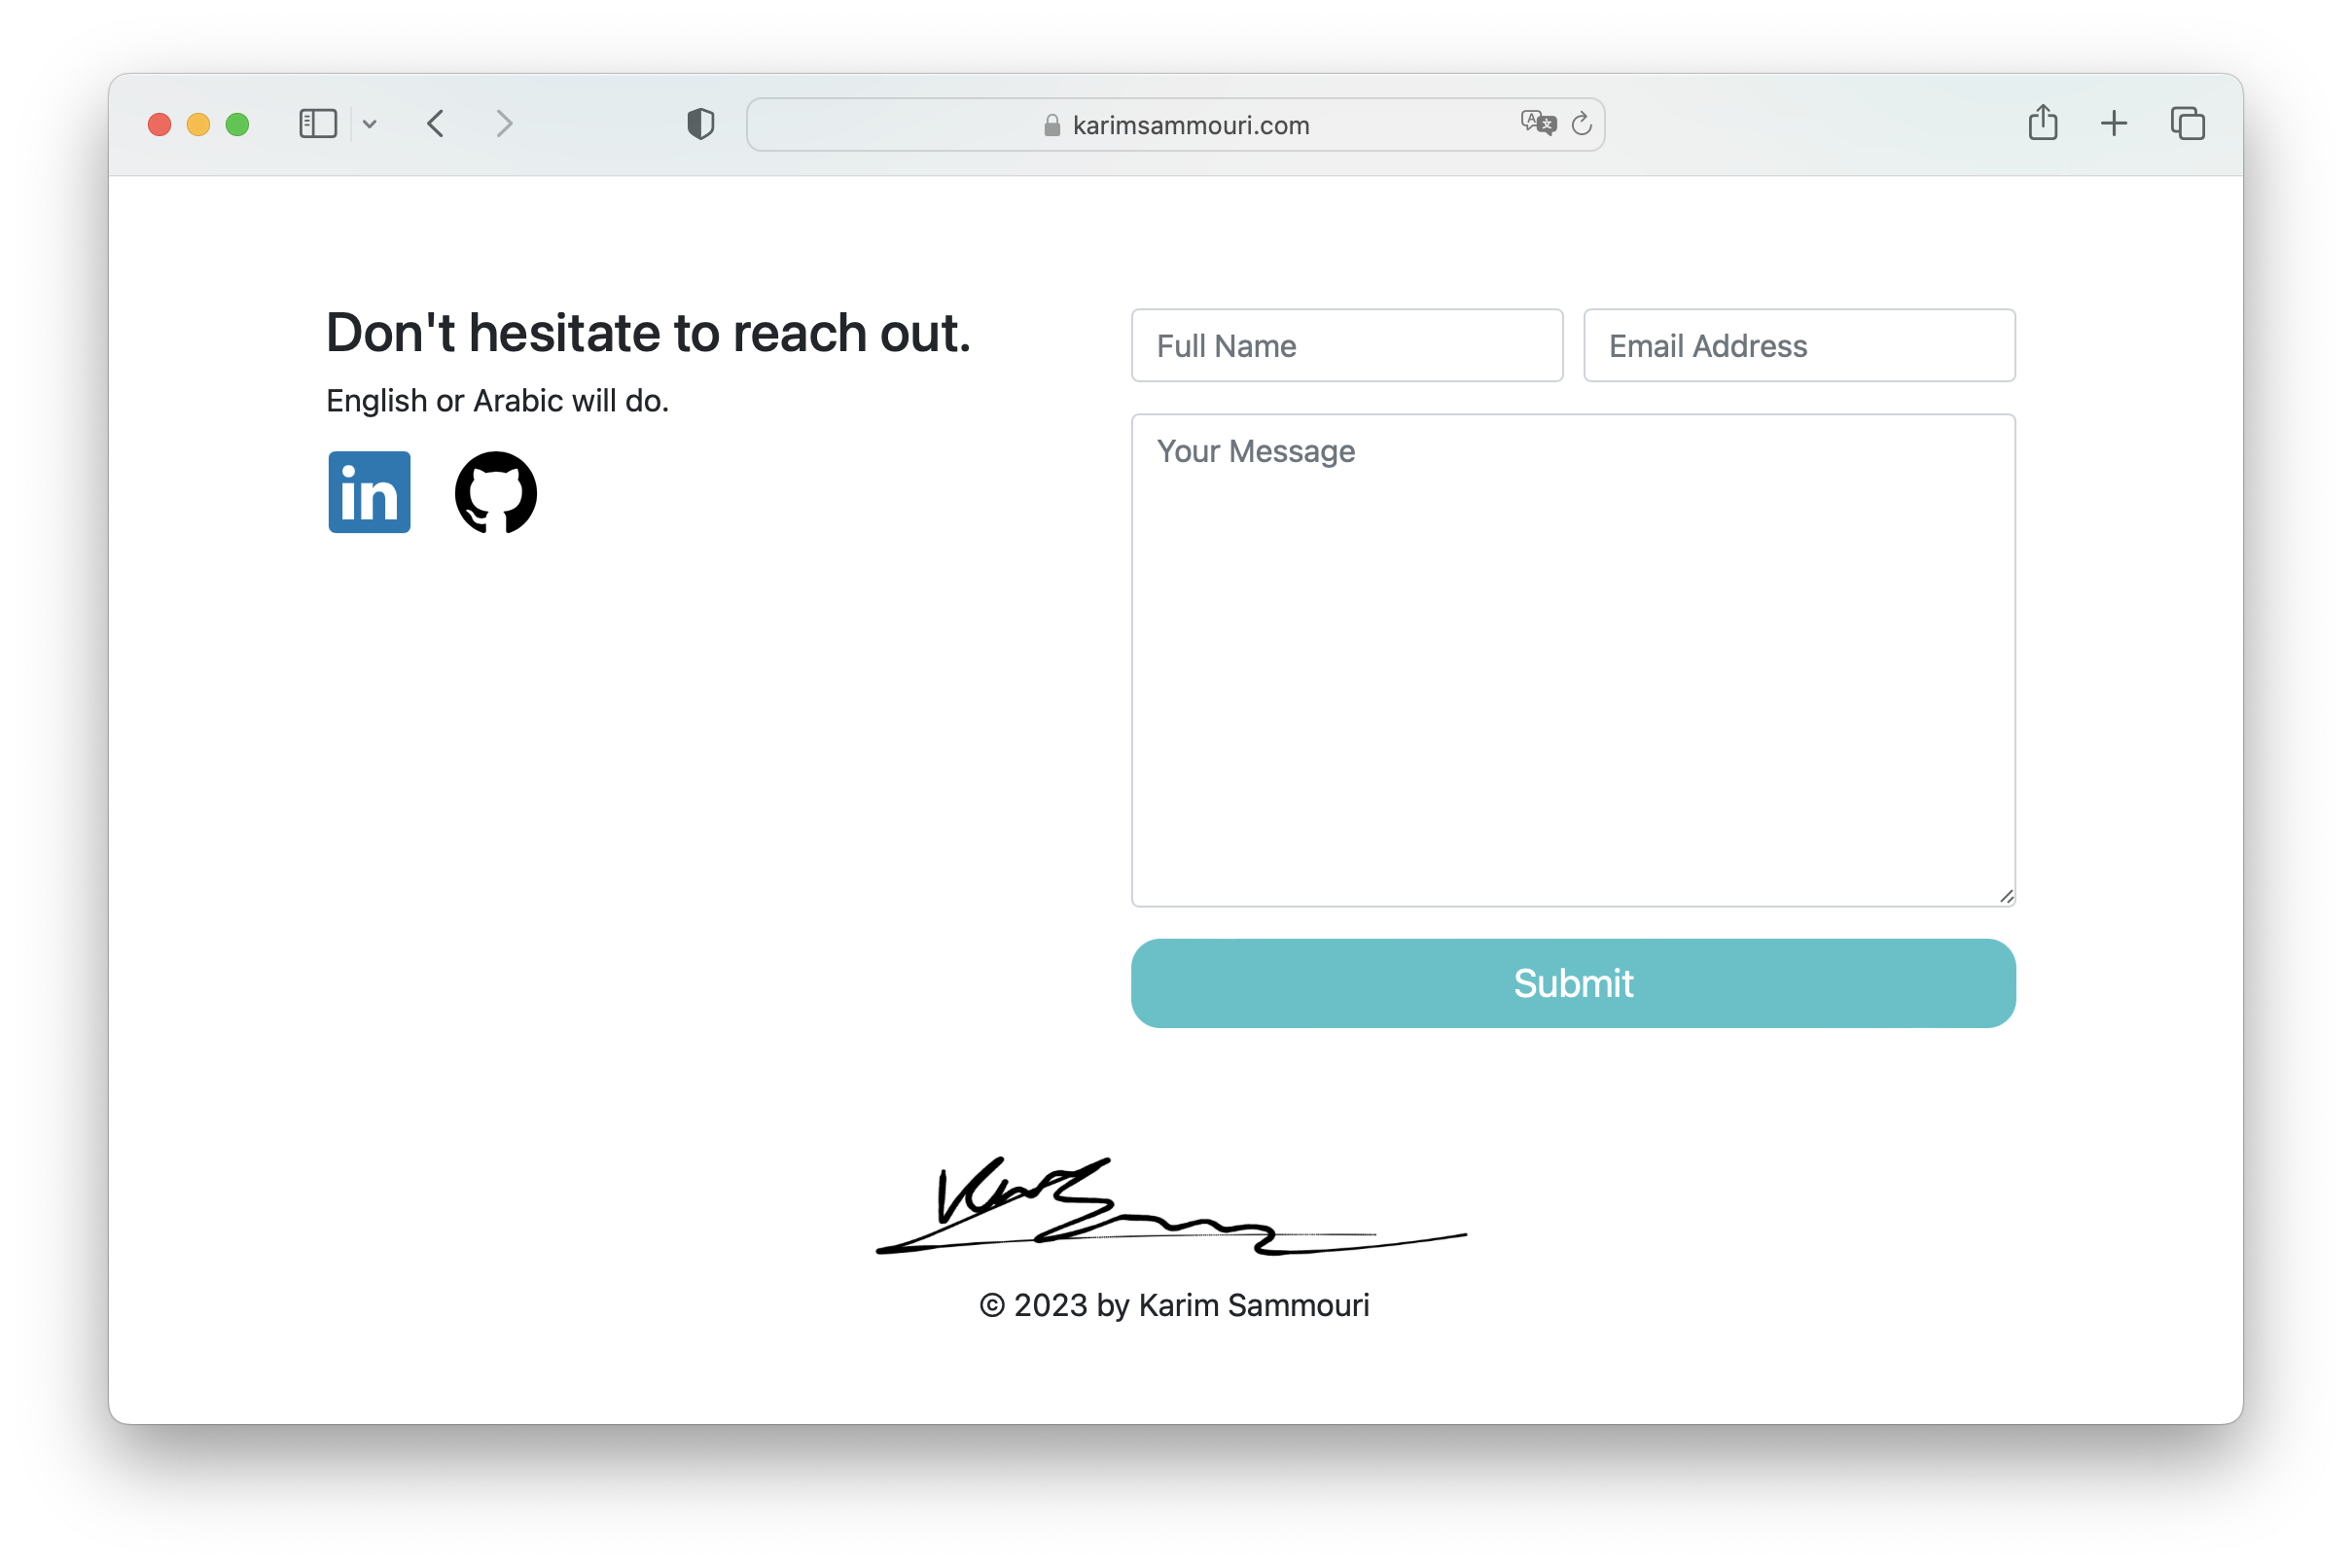 karimsammouri.com
Don't hesitate to reach out.
English or Arabic will do.
in
Full Name
Email Address
Your Message
Submit
© 2023 by Karim Sammouri